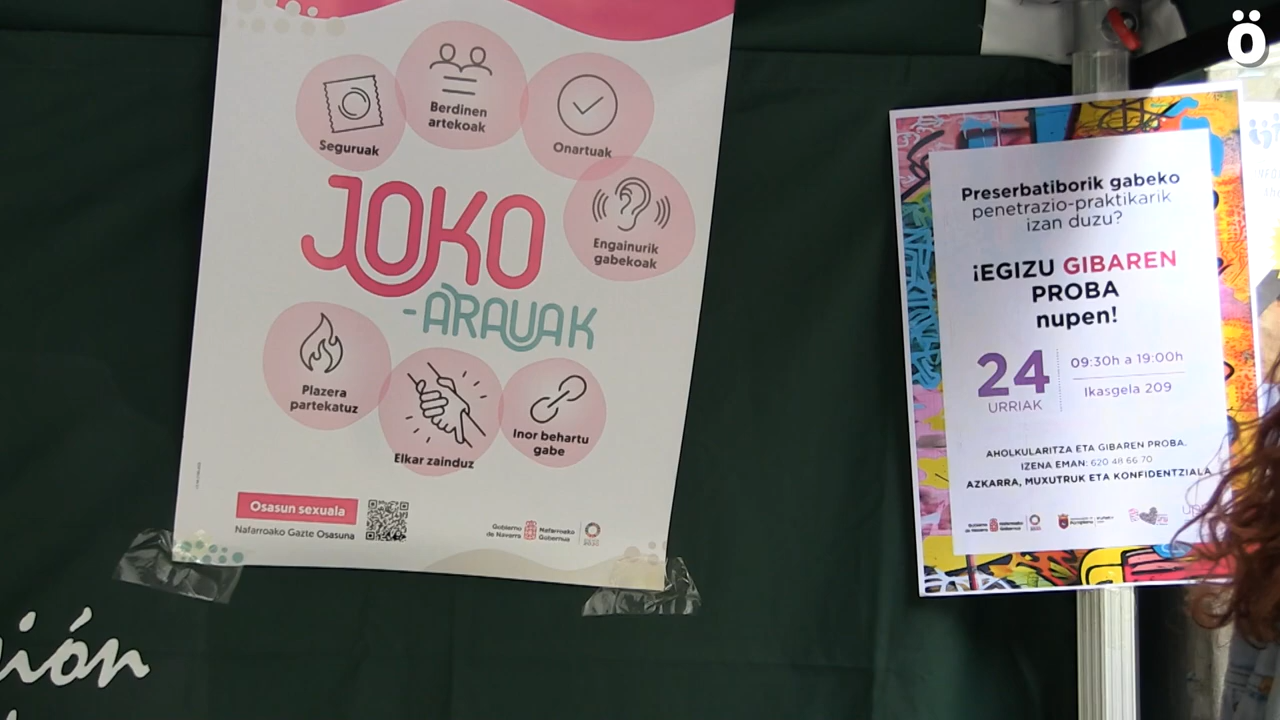 Ö
Seguruak
Berdinen
artekoak
Onartuak
Engainurik
gabekoak
JOKO
-ARAUAK
Plazera
partekatuz
Elkar zainduz
Inor behartu
gabe
Osasun sexuala
Nafarroako Gazte Osasuna
Gobierno de Navarra
Nafarroako Gobernua
Preserbatiborik gabeko
penetrazio-praktikarik
izan duzu?
¡EGIZU GIBAREN
PROBA
nupen!
24
URRIAK
09:30h a 19:00h
Ikasgela 209
AHOLKULARITZA ETA GIBAREN PROBA.
IZENA EMAN: 620 48 66 70
AZKARRA, MUXUTRUK ETA KONFIDENTZIALA
ión